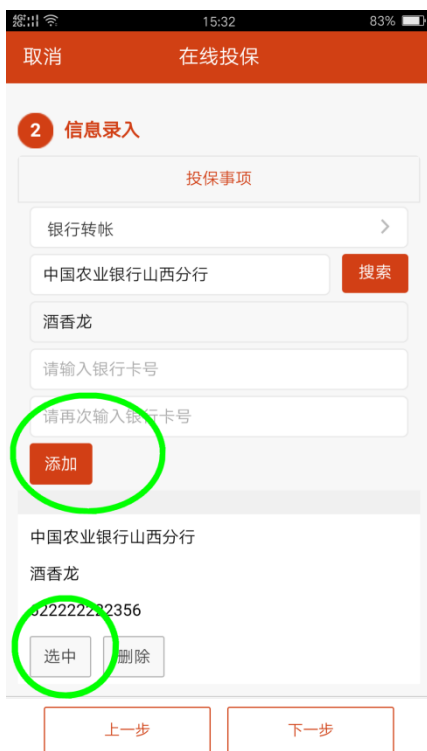 15:32 83%
取消 在线投保
2 信息录入
投保事项
银行转帐
中国农业银行山西分行 搜索
酒香龙
请输入银行卡号
请再次输入银行卡号
添加
中国农业银行山西分行
酒香龙
622222222356
选中 删除
上一步 下一步